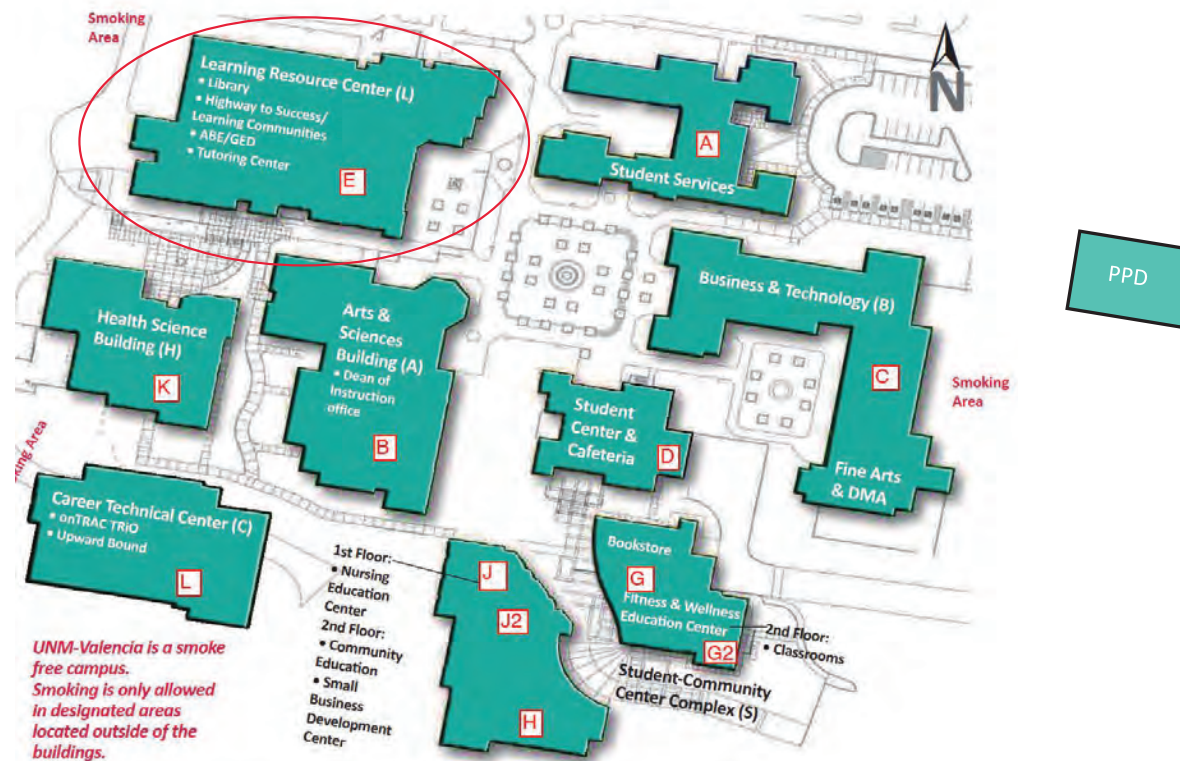 Smoking
Area
Learning Resource Center (L)
• Library
• Highway to Success/
Learning Communities
• ABE/GED
• Tutoring Center
E
A
Student Services
N
PPD
Business & Technology (B)
C
Smoking
Area
Fine Arts
& DMA
Health Science
Building (H)
K
Arts &
Sciences
Building (A)
• Dean of
Instruction
office
B
Student
Center &
Cafeteria
D
king Area
Career Technical Center (C)
• onTRAC TRiO
• Upward Bound
L
1st Floor:
• Nursing
Education
Center
2nd Floor:
• Community
Education
• Small
Business
Development
Center
J
J2
H
Bookstore
G
Fitness & Wellness
Education Center
G2
2nd Floor:
• Classrooms
Student-Community
Center Complex (S)
UNM-Valencia is a smoke
free campus.
Smoking is only allowed
in designated areas
located outside of the
buildings.